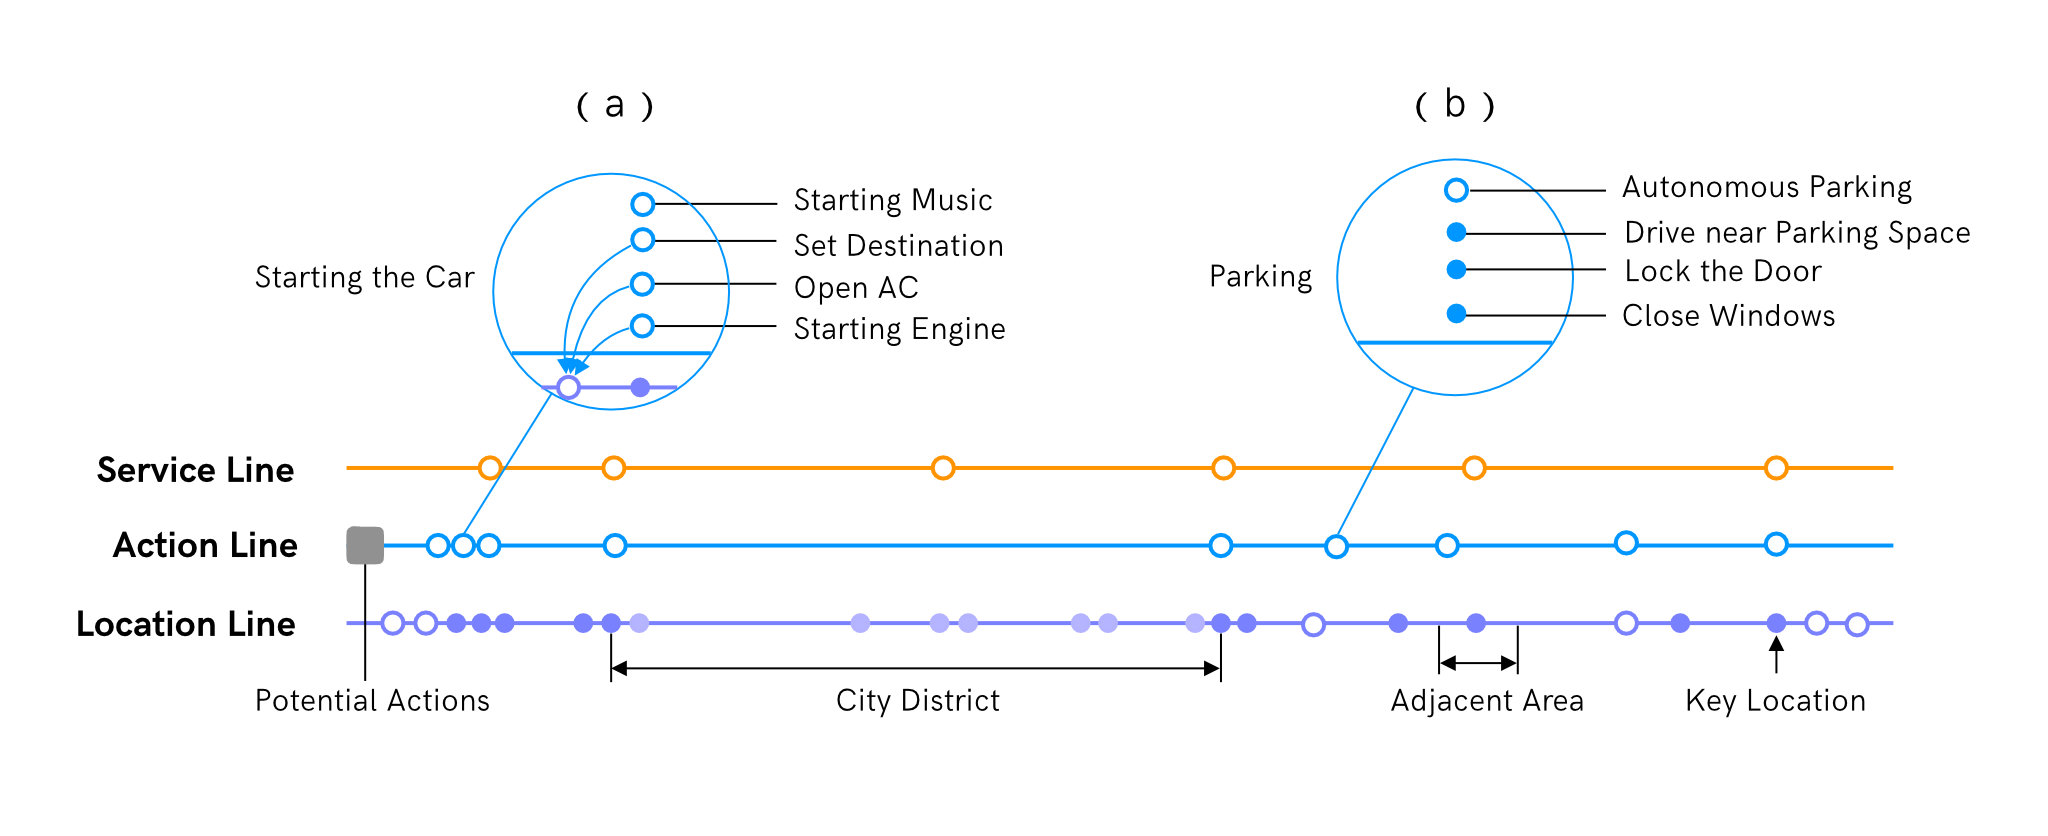 ( a )
( b )
Starting Music
Set Destination
Open AC
Starting Engine
Starting the Car
Autonomous Parking
Drive near Parking Space
Lock the Door
Close Windows
Parking
Service Line
Action Line
Location Line
Potential Actions
City District
Adjacent Area
Key Location